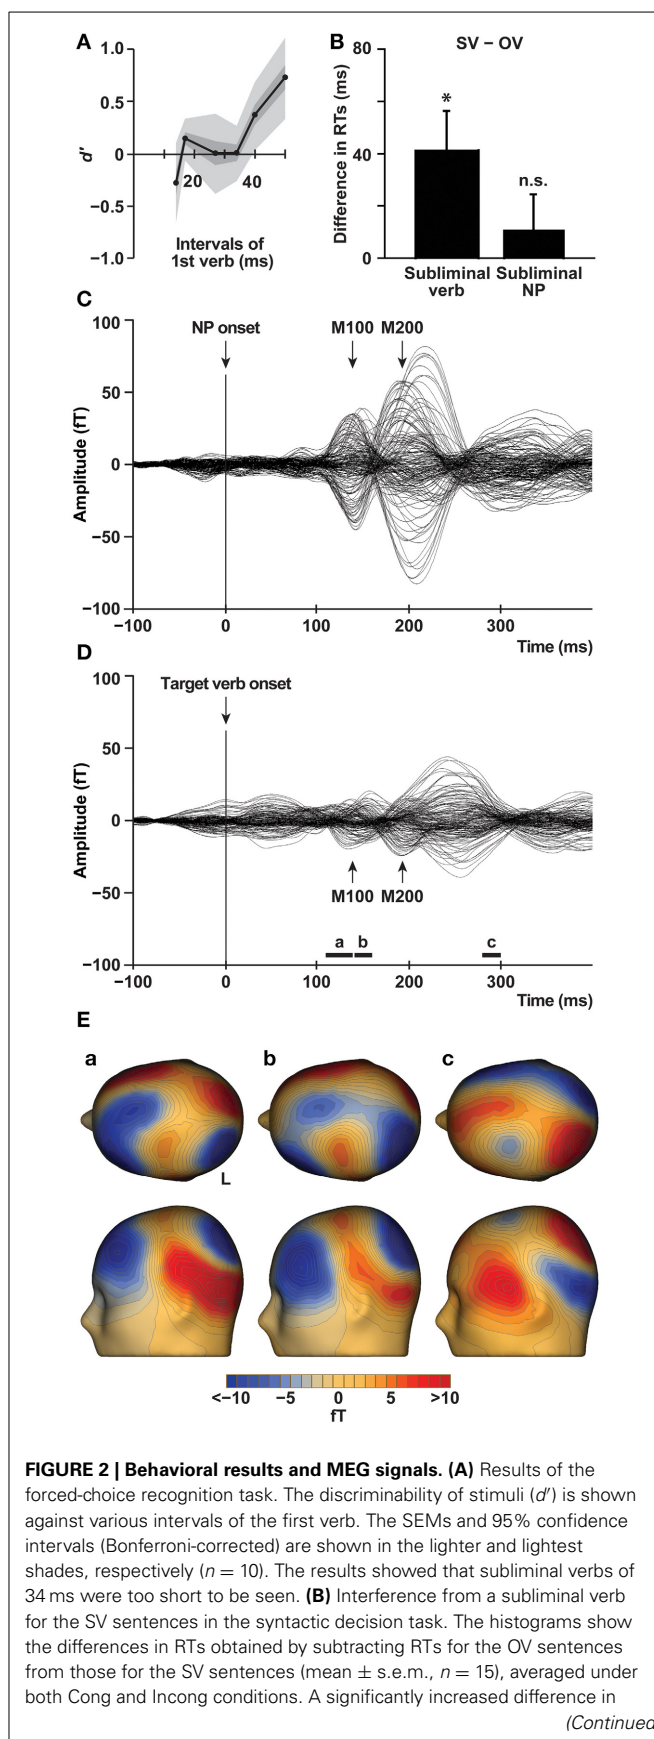 A
1.0
0.5
0
−0.5
−1.0
d′
20
40
Intervals of
1st verb (ms)
B
SV − OV
80
40
0
Difference in RTs (ms)
*
n.s.
Subliminal
verb
Subliminal
NP
C
100
50
0
−50
−100
Amplitude (fT)
NP onset
M100
M200
−100
0
100
200
300
Time (ms)
D
100
50
0
−50
−100
Amplitude (fT)
Target verb onset
M100
M200
a
b
c
−100
0
100
200
300
Time (ms)
E
a
b
c
L
<−10
−5
0
5
>10
fT
FIGURE 2 | Behavioral results and MEG signals. (A) Results of the
forced-choice recognition task. The discriminability of stimuli (d′) is shown
against various intervals of the first verb. The SEMs and 95% confidence
intervals (Bonferroni-corrected) are shown in the lighter and lightest
shades, respectively (n = 10). The results showed that subliminal verbs of
34 ms were too short to be seen. (B) Interference from a subliminal verb
for the SV sentences in the syntactic decision task. The histograms show
the differences in RTs obtained by subtracting RTs for the OV sentences
from those for the SV sentences (mean ± s.e.m., n = 15), averaged under
both Cong and Incong conditions. A significantly increased difference in
(Continued